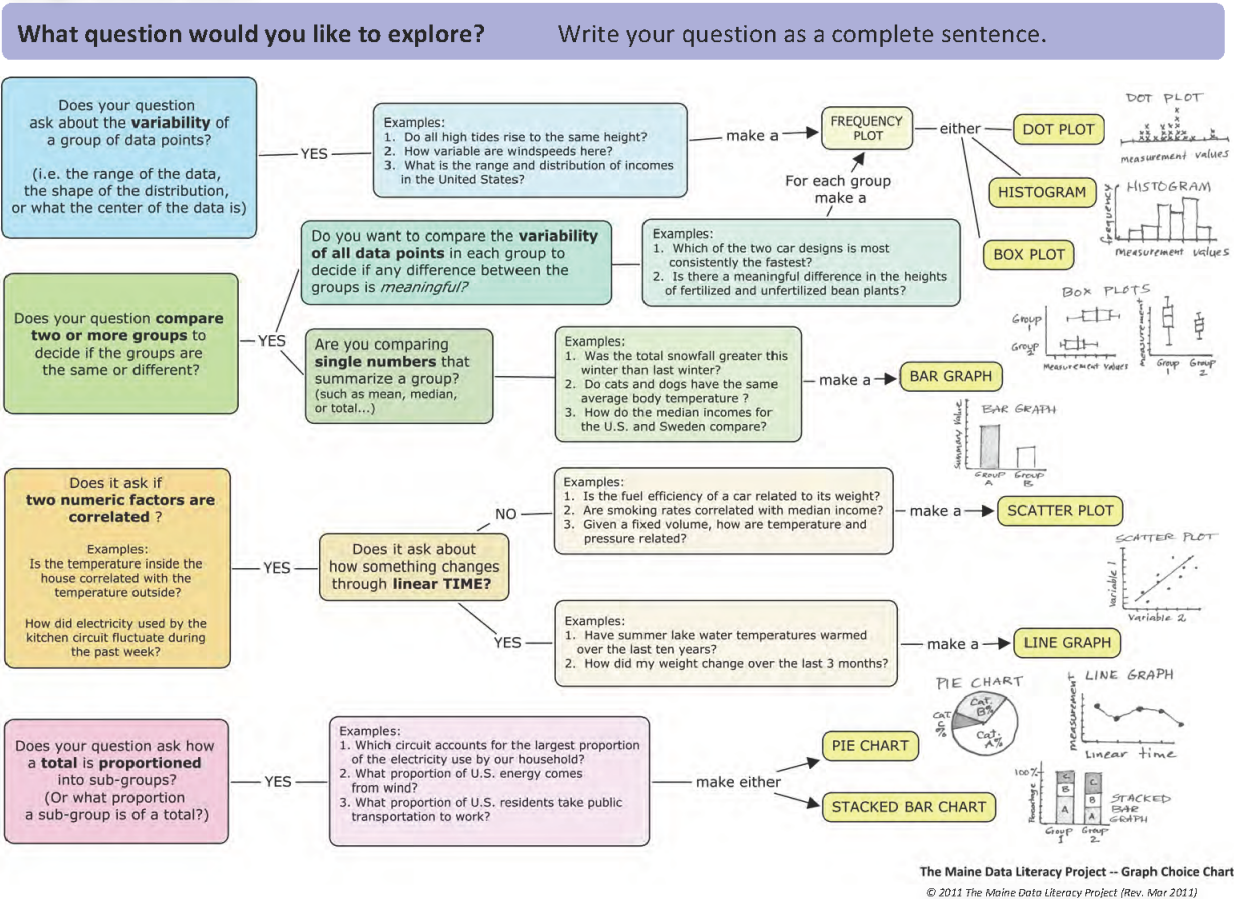 What question would you like to explore? Write your question as a complete sentence.
Does your question
ask about the variability of
a group of data points?
(i.e. the range of the data,
the shape of the distribution,
or what the center of the data is)
YES
Examples:
1. Do all high tides rise to the same height?
2. How variable are windspeeds here?
3. What is the range and distribution of incomes
in the United States?
make a
FREQUENCY
PLOT
either
DOT PLOT
HISTOGRAM
BOX PLOT
DOT PLOT
measurement values
HISTOGRAM
frequency
measurement values
Does your question compare
two or more groups to
decide if the groups are
the same or different?
YES
Do you want to compare the variability
of all data points in each group to
decide if any difference between the
groups is meaningful?
Examples:
1. Which of the two car designs is most
consistently the fastest?
2. Is there a meaningful difference in the heights
of fertilized and unfertilized bean plants?
For each group
make a
BOX PLOTS
Group
1
Group
2
Measurement values
measurement
Group
1
Group
2
Are you comparing
single numbers that
summarize a group?
(such as mean, median,
or total...)
Examples:
1. Was the total snowfall greater this
winter than last winter?
2. Do cats and dogs have the same
average body temperature ?
3. How do the median incomes for
the U.S. and Sweden compare?
make a
BAR GRAPH
BAR GRAPH
Summary Value
GROUP
A
GROUP
B
Does it ask if
two numeric factors are
correlated ?
Examples:
Is the temperature inside the
house correlated with the
temperature outside?
How did electricity used by the
kitchen circuit fluctuate during
the past week?
YES
Does it ask about
how something changes
through linear TIME?
NO
Examples:
1. Is the fuel efficiency of a car related to its weight?
2. Are smoking rates correlated with median income?
3. Given a fixed volume, how are temperature and
pressure related?
make a
SCATTER PLOT
SCATTER PLOT
Variable 1
Variable 2
YES
Examples:
1. Have summer lake water temperatures warmed
over the last ten years?
2. How did my weight change over the last 3 months?
make a
LINE GRAPH
LINE GRAPH
measurement
Linear time
Does your question ask how
a total is proportioned
into sub-groups?
(Or what proportion
a sub-group is of a total?)
YES
Examples:
1. Which circuit accounts for the largest proportion
of the electricity use by our household?
2. What proportion of U.S. energy comes
from wind?
3. What proportion of U.S. residents take public
transportation to work?
make either
PIE CHART
STACKED BAR CHART
PIE CHART
Cat.
B%
Cat
C
%
Cat.
A%
100%
Percentage
C
B
A
C
B
A
Group
1
Group
2
STACKED
BAR
GRAPH
The Maine Data Literacy Project -- Graph Choice Chart
© 2011 The Maine Data Literacy Project (Rev. Mar 2011)